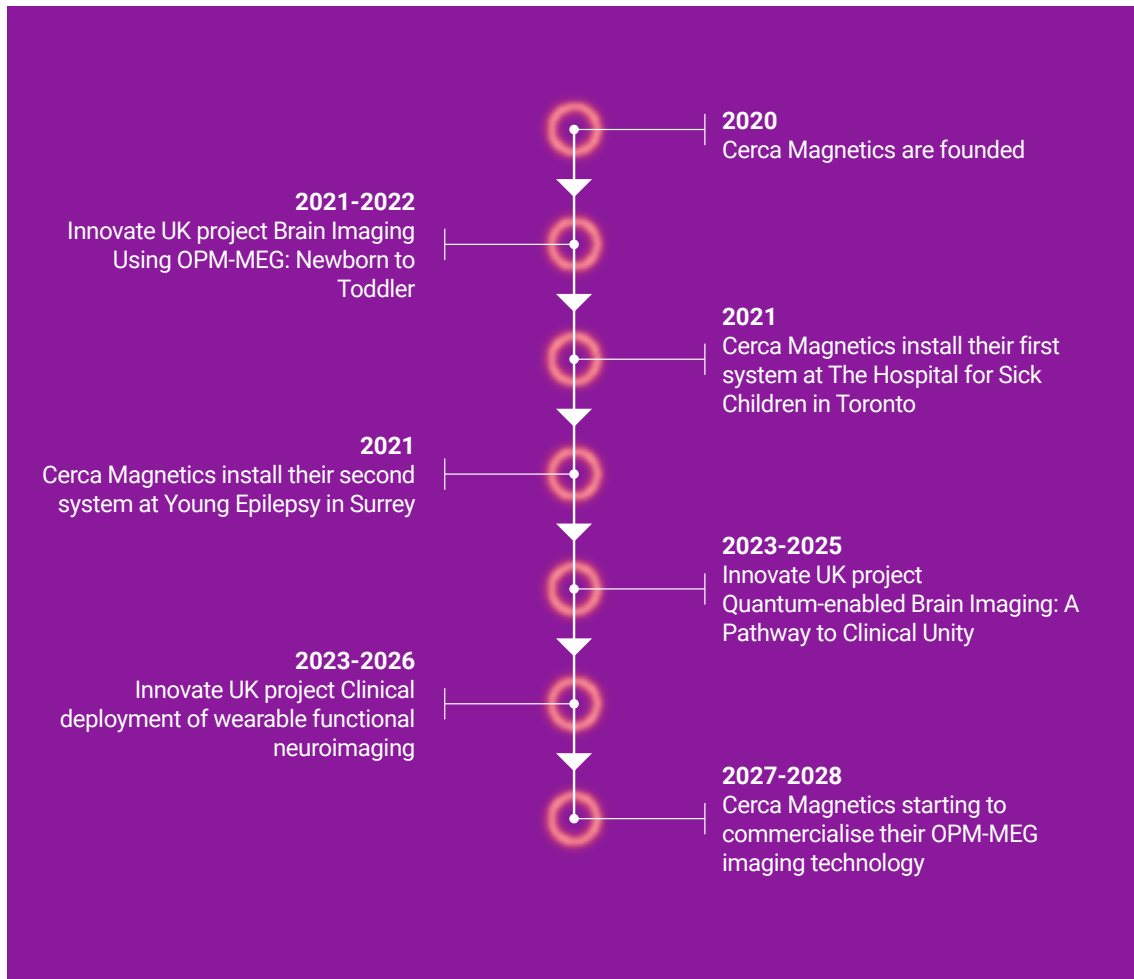 2020
Cerca Magnetics are founded
2021-2022
Innovate UK project Brain Imaging
Using OPM-MEG: Newborn to
Toddler
2021
Cerca Magnetics install their first
system at The Hospital for Sick
Children in Toronto
2021
Cerca Magnetics install their second
system at Young Epilepsy in Surrey
2023-2025
Innovate UK project
Quantum-enabled Brain Imaging: A
Pathway to Clinical Unity
2023-2026
Innovate UK project Clinical
deployment of wearable functional
neuroimaging
2027-2028
Cerca Magnetics starting to
commercialise their OPM-MEG
imaging technology